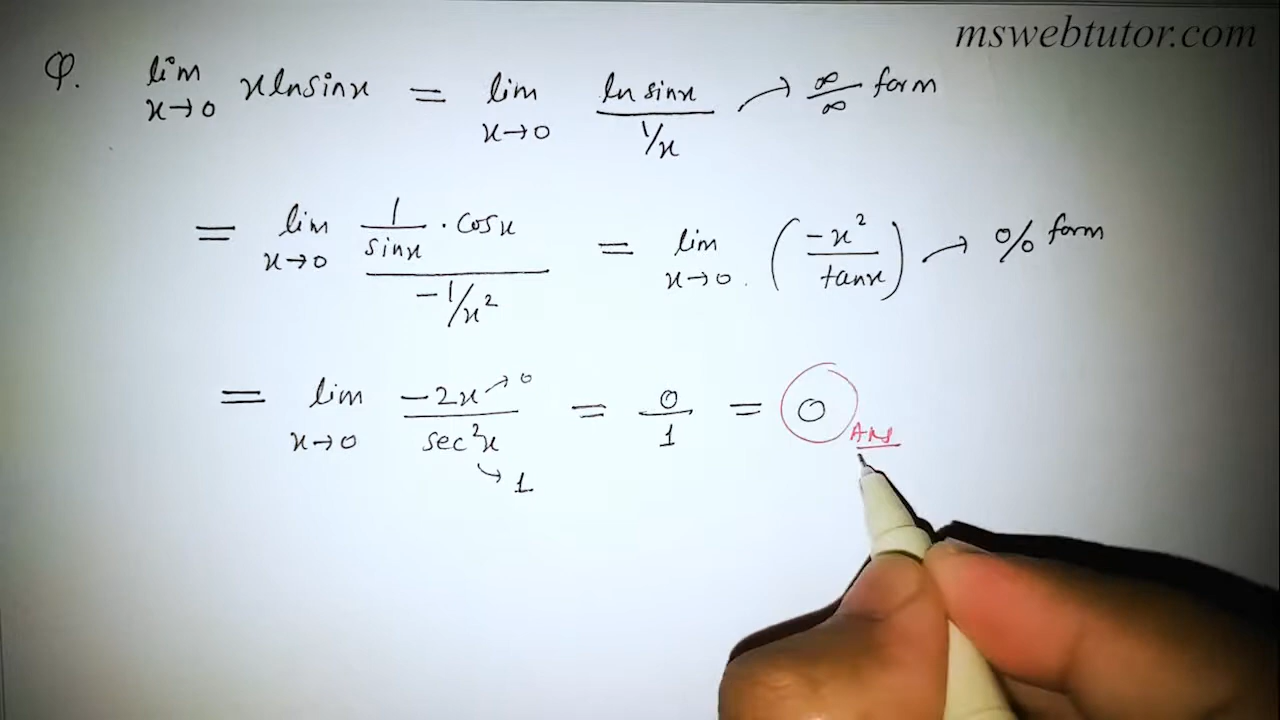 mswebtutor.com
Q. lim x→0 x ln sin x = lim x→0 (ln sin x)/(1/x) → ∞/∞ form
= lim x→0 (1/sin x · cos x)/(-1/x²) = lim x→0 . (-x²/tan x) → 0/0 form
= lim x→0 (-2x → 0)/(sec²x → 1) = 0/1 = 0 Ans